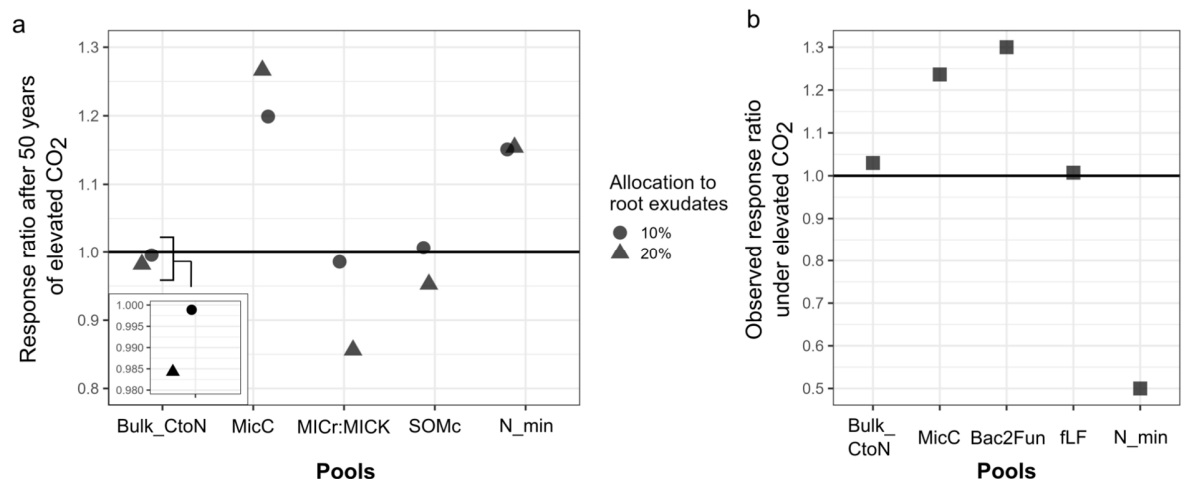 a
Response ratio after 50 years
of elevated CO2
1.3
1.2
1.1
1.0
0.9
0.8
1.000
0.995
0.990
0.985
0.980
Bulk_CtoN MicC MICr:MICK SOMc N_min
Pools
Allocation to
root exudates
10%
20%
b
Observed response ratio
under elevated CO2
1.3
1.2
1.1
1.0
0.9
0.8
0.7
0.6
0.5
Bulk_
CtoN MicC Bac2Fun fLF N_min
Pools